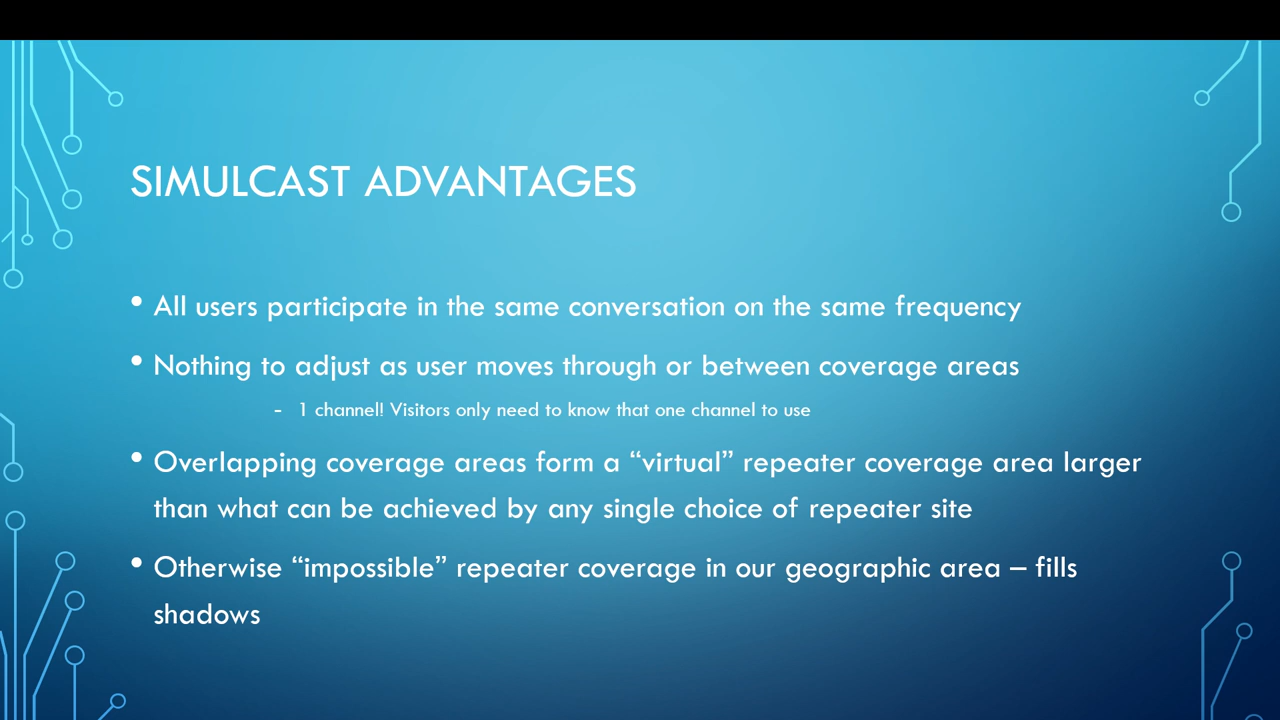 SIMULCAST ADVANTAGES
• All users participate in the same conversation on the same frequency
• Nothing to adjust as user moves through or between coverage areas
- 1 channel! Visitors only need to know that one channel to use
• Overlapping coverage areas form a “virtual” repeater coverage area larger
than what can be achieved by any single choice of repeater site
• Otherwise “impossible” repeater coverage in our geographic area – fills
shadows